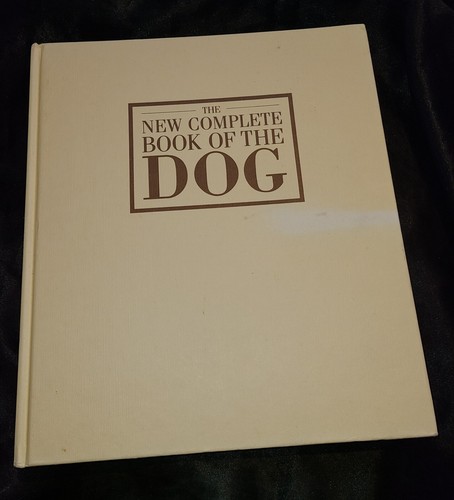 THE
NEW COMPLETE
BOOK OF THE
DOG